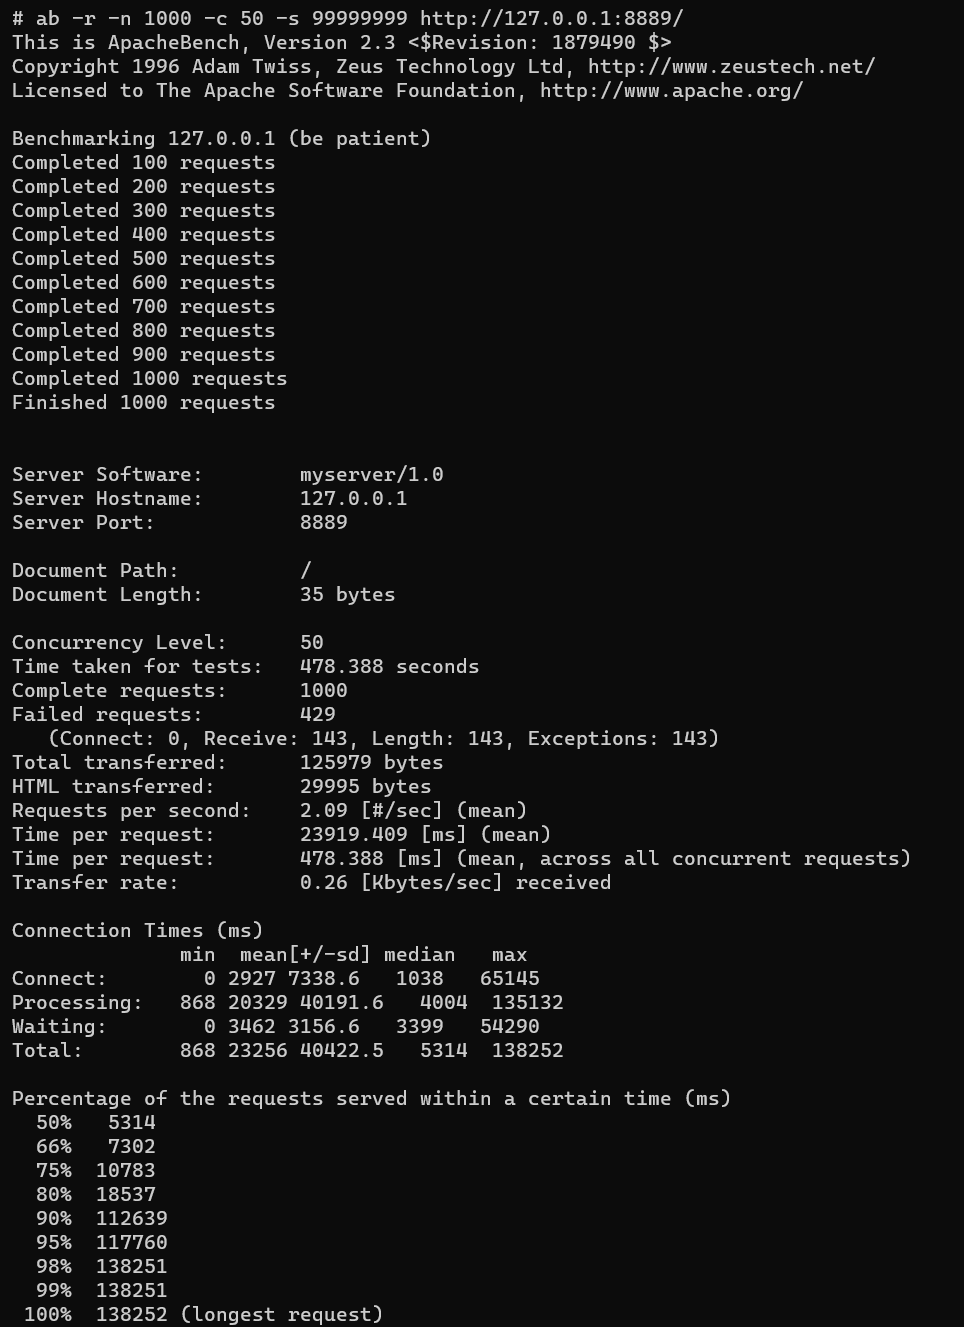 # ab -r -n 1000 -c 50 -s 99999999 http://127.0.0.1:8889/
This is ApacheBench, Version 2.3 <$Revision: 1879490 $>
Copyright 1996 Adam Twiss, Zeus Technology Ltd, http://www.zeustech.net/
Licensed to The Apache Software Foundation, http://www.apache.org/

Benchmarking 127.0.0.1 (be patient)
Completed 100 requests
Completed 200 requests
Completed 300 requests
Completed 400 requests
Completed 500 requests
Completed 600 requests
Completed 700 requests
Completed 800 requests
Completed 900 requests
Completed 1000 requests
Finished 1000 requests


Server Software:        myserver/1.0
Server Hostname:        127.0.0.1
Server Port:            8889

Document Path:          /
Document Length:        35 bytes

Concurrency Level:      50
Time taken for tests:   478.388 seconds
Complete requests:      1000
Failed requests:        429
   (Connect: 0, Receive: 143, Length: 143, Exceptions: 143)
Total transferred:      125979 bytes
HTML transferred:       29995 bytes
Requests per second:    2.09 [#/sec] (mean)
Time per request:       23919.409 [ms] (mean)
Time per request:       478.388 [ms] (mean, across all concurrent requests)
Transfer rate:          0.26 [Kbytes/sec] received

Connection Times (ms)
              min  mean[+/-sd] median   max
Connect:        0 2927 7338.6   1038   65145
Processing:   868 20329 40191.6   4004  135132
Waiting:        0 3462 3156.6   3399   54290
Total:        868 23256 40422.5   5314  138252

Percentage of the requests served within a certain time (ms)
  50%   5314
  66%   7302
  75%  10783
  80%  18537
  90%  112639
  95%  117760
  98%  138251
  99%  138251
 100%  138252 (longest request)